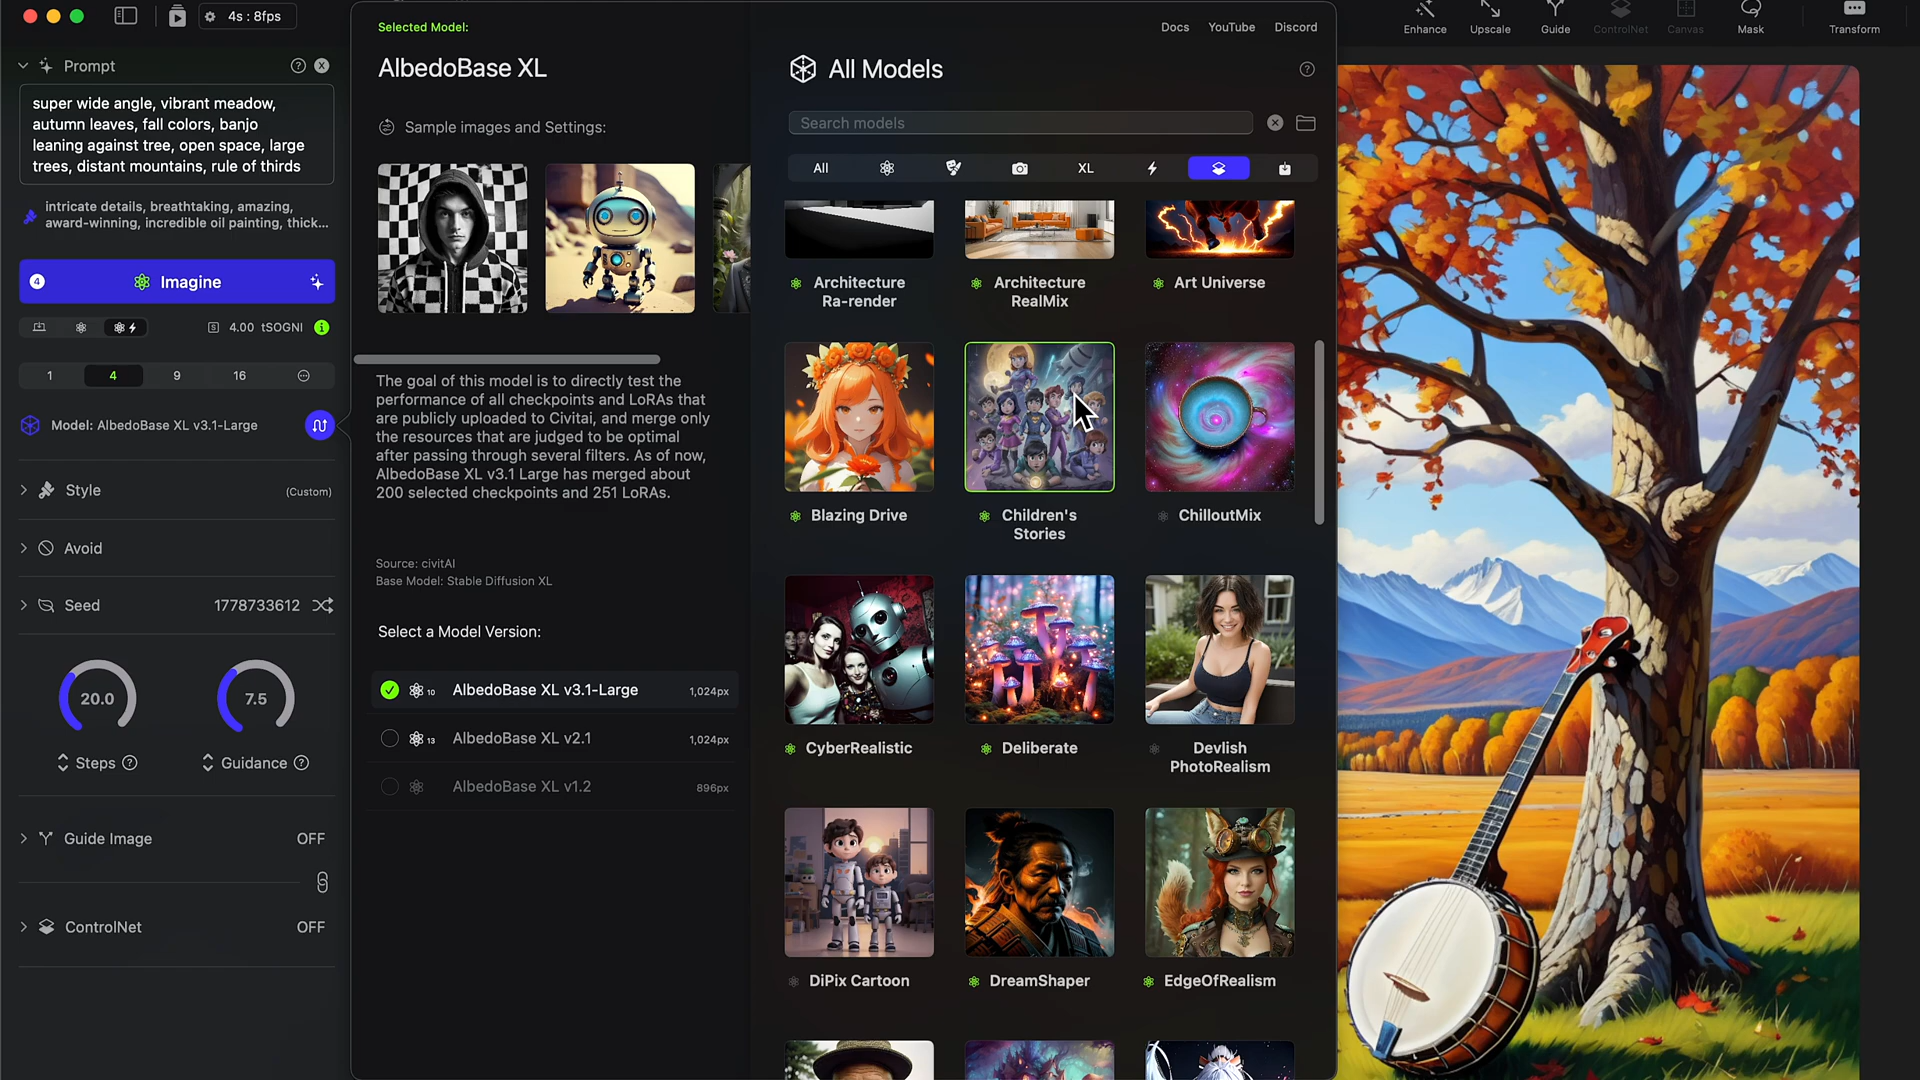 4s : 8fps
Prompt
super wide angle, vibrant meadow,
autumn leaves, fall colors, banjo
leaning against tree, open space, large
trees, distant mountains, rule of thirds
intricate details, breathtaking, amazing,
award-winning, incredible oil painting, thick...
4
Imagine
4.00 tSOGNI
1
4
9
16
Model: AlbedoBase XL v3.1-Large
Style
(Custom)
Avoid
Seed
1778733612
20.0
7.5
Steps
Guidance
Guide Image
OFF
ControlNet
OFF
Selected Model:
AlbedoBase XL
Sample images and Settings:
The goal of this model is to directly test the
performance of all checkpoints and LoRAs that
are publicly uploaded to Civitai, and merge only
the resources that are judged to be optimal
after passing through several filters. As of now,
AlbedoBase XL v3.1 Large has merged about
200 selected checkpoints and 251 LoRAs.
Source: civitAI
Base Model: Stable Diffusion XL
Select a Model Version:
10
AlbedoBase XL v3.1-Large
1,024px
13
AlbedoBase XL v2.1
1,024px
AlbedoBase XL v1.2
896px
Docs
YouTube
Discord
All Models
Search models
All
XL
Architecture
Ra-render
Architecture
RealMix
Art Universe
Blazing Drive
Children's
Stories
ChilloutMix
CyberRealistic
Deliberate
Devlish
PhotoRealism
DiPix Cartoon
DreamShaper
EdgeOfRealism
Enhance
Upscale
Guide
ControlNet
Canvas
Mask
Transform